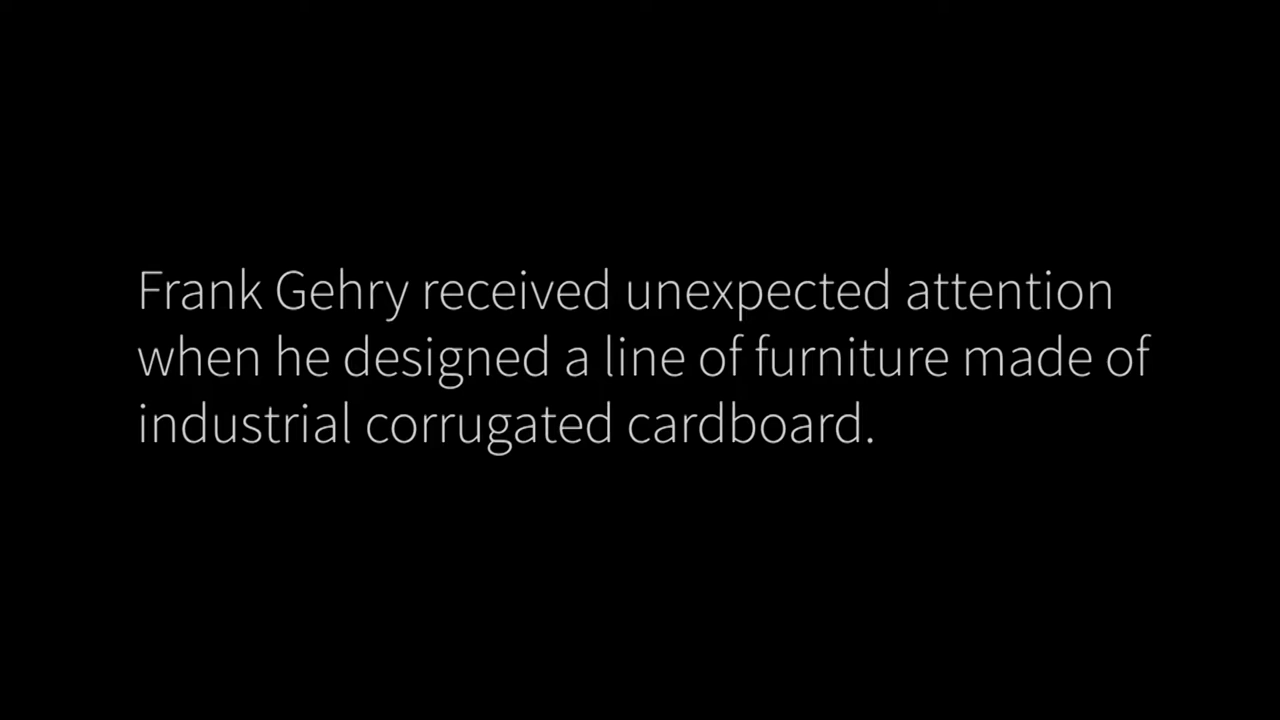 Frank Gehry received unexpected attention
when he designed a line of furniture made of
industrial corrugated cardboard.